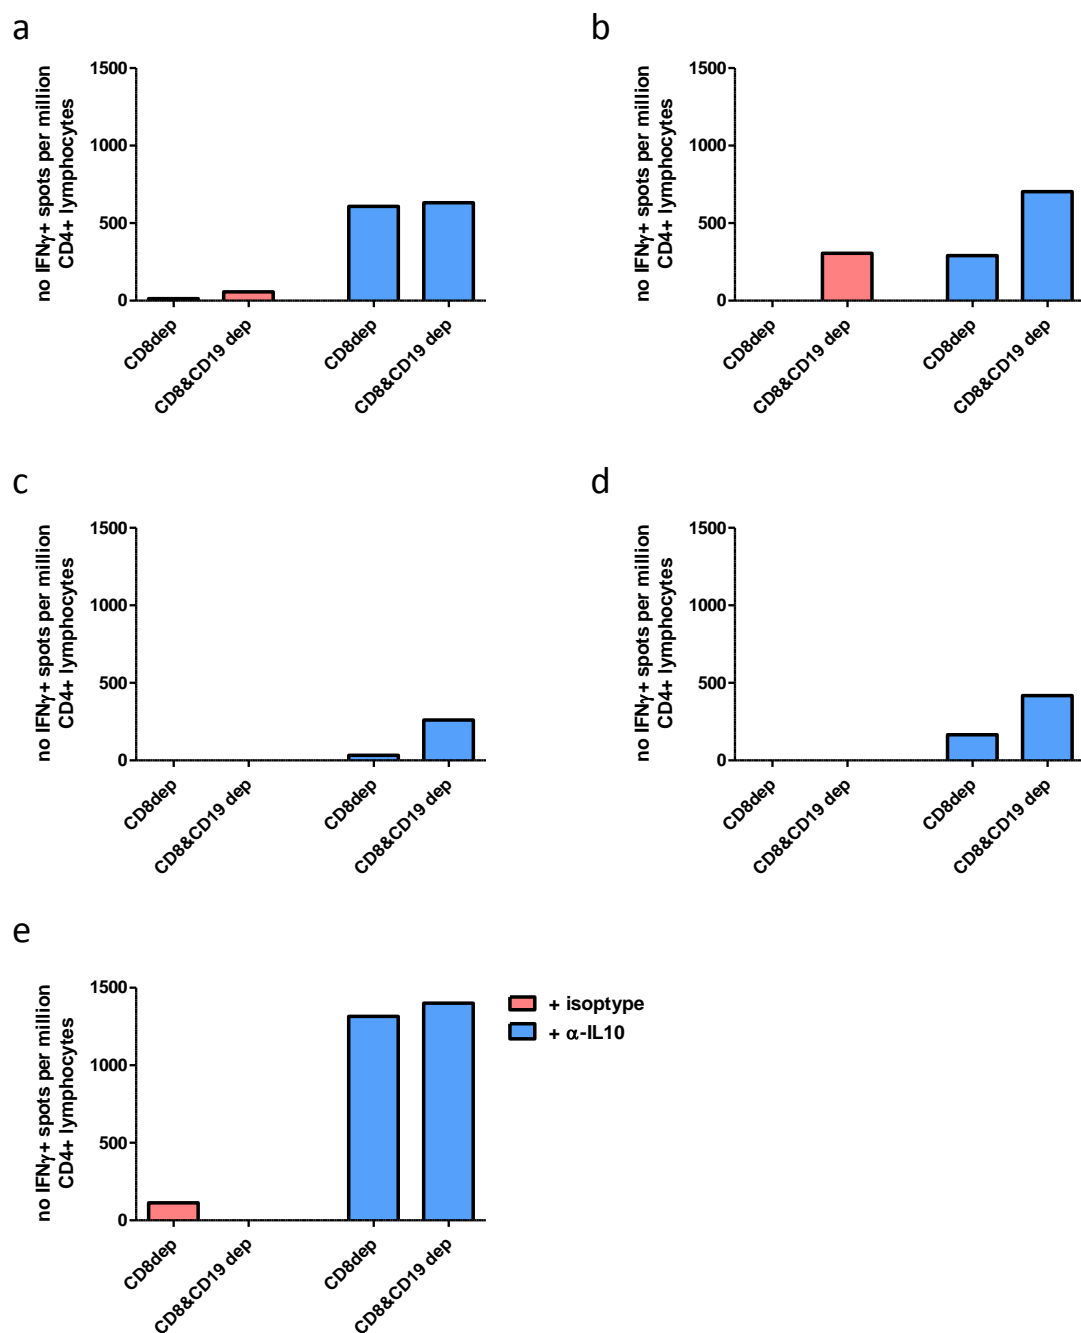 a
no IFNγ+ spots per million
CD4+ lymphocytes
1500
1000
500
0
CD8dep
CD8&CD19 dep
CD8dep
CD8&CD19 dep
b
no IFNγ+ spots per million
CD4+ lymphocytes
1500
1000
500
0
CD8dep
CD8&CD19 dep
CD8dep
CD8&CD19 dep
c
no IFNγ+ spots per million
CD4+ lymphocytes
1500
1000
500
0
CD8dep
CD8&CD19 dep
CD8dep
CD8&CD19 dep
d
no IFNγ+ spots per million
CD4+ lymphocytes
1500
1000
500
0
CD8dep
CD8&CD19 dep
CD8dep
CD8&CD19 dep
e
no IFNγ+ spots per million
CD4+ lymphocytes
1500
1000
500
0
CD8dep
CD8&CD19 dep
CD8dep
CD8&CD19 dep
+ isoptype
+ α-IL10